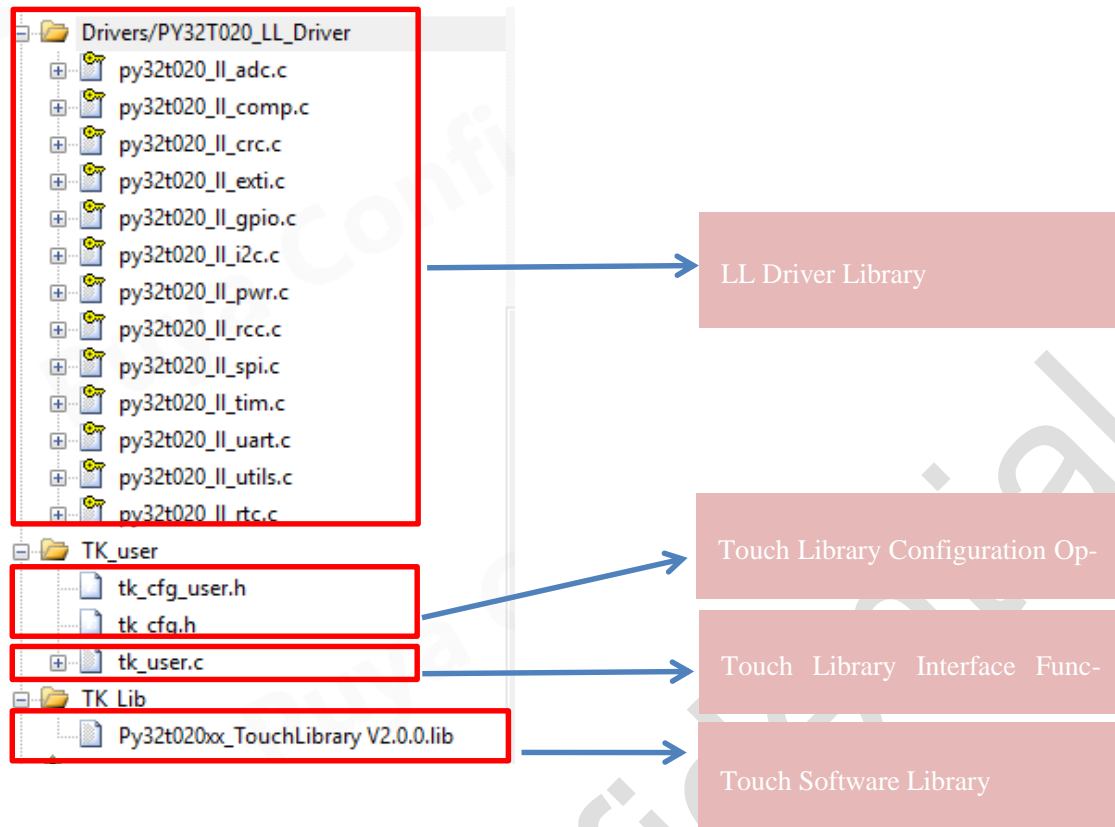 Drivers/PY32T020_LL_Driver
py32t020_ll_adc.c
py32t020_ll_comp.c
py32t020_ll_crc.c
py32t020_ll_exti.c
py32t020_ll_gpio.c
py32t020_ll_i2c.c
py32t020_ll_pwr.c
py32t020_ll_rcc.c
py32t020_ll_spi.c
py32t020_ll_tim.c
py32t020_ll_uart.c
py32t020_ll_utils.c
py32t020_ll_rtc.c
LL Driver Library
TK_user
tk_cfg_user.h
tk_cfg.h
Touch Library Configuration Op-
tk_user.c
Touch Library Interface Func-
TK_Lib
Py32t020xx_TouchLibrary V2.0.0.lib
Touch Software Library